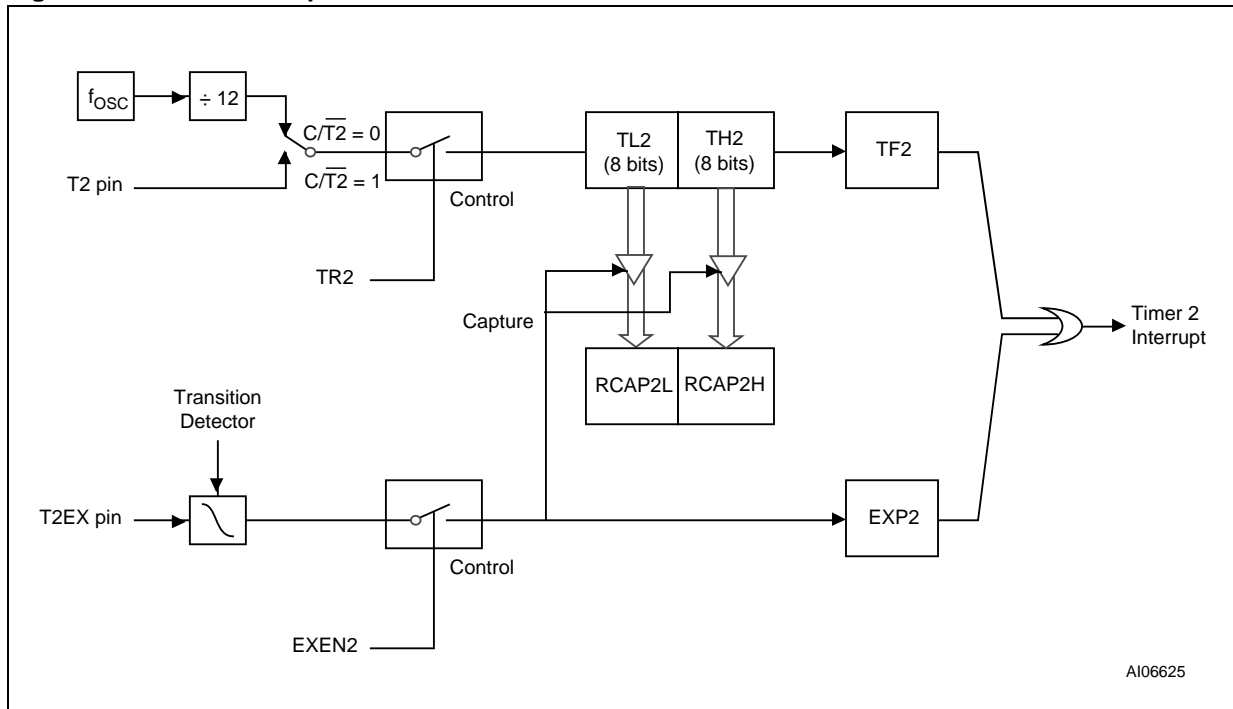 fOSC
÷ 12
C/T2 = 0
C/T2 = 1
T2 pin
Control
TR2
TL2
(8 bits)
TH2
(8 bits)
TF2
Capture
RCAP2L
RCAP2H
Timer 2
Interrupt
Transition
Detector
T2EX pin
Control
EXEN2
EXP2
AI06625